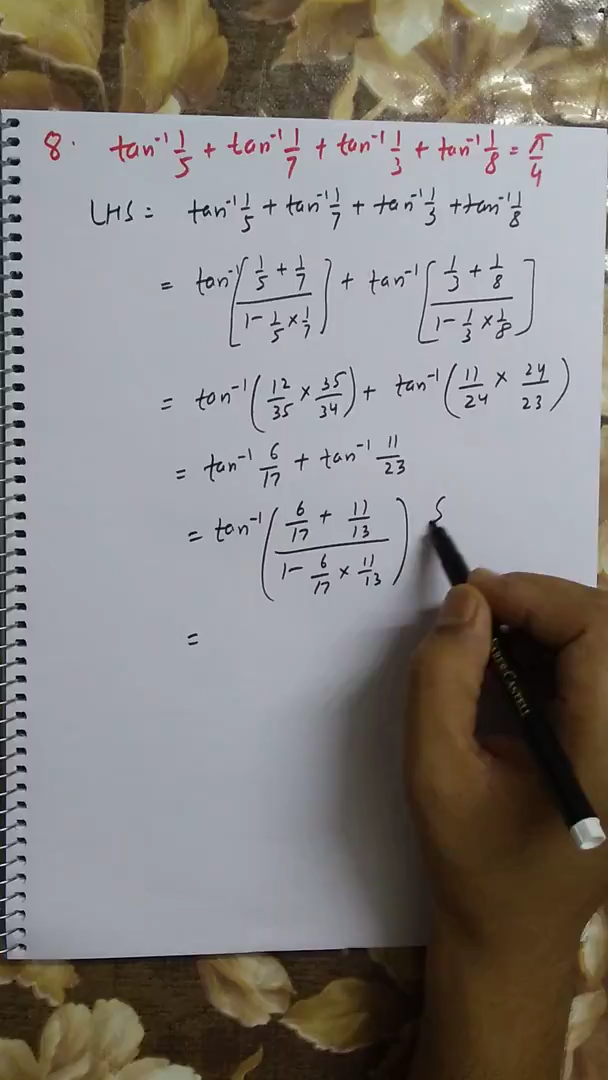 8. tan⁻¹ 1/5 + tan⁻¹ 1/7 + tan⁻¹ 1/3 + tan⁻¹ 1/8 = π/4
LHS = tan⁻¹ 1/5 + tan⁻¹ 1/7 + tan⁻¹ 1/3 + tan⁻¹ 1/8
= tan⁻¹ [(1/5 + 1/7)/(1 - 1/5 × 1/7)] + tan⁻¹ [(1/3 + 1/8)/(1 - 1/3 × 1/8)]
= tan⁻¹ (12/35 × 35/34) + tan⁻¹ (11/24 × 24/23)
= tan⁻¹ 6/17 + tan⁻¹ 11/23
= tan⁻¹ ((6/17 + 11/13)/(1 - 6/17 × 11/13))
=